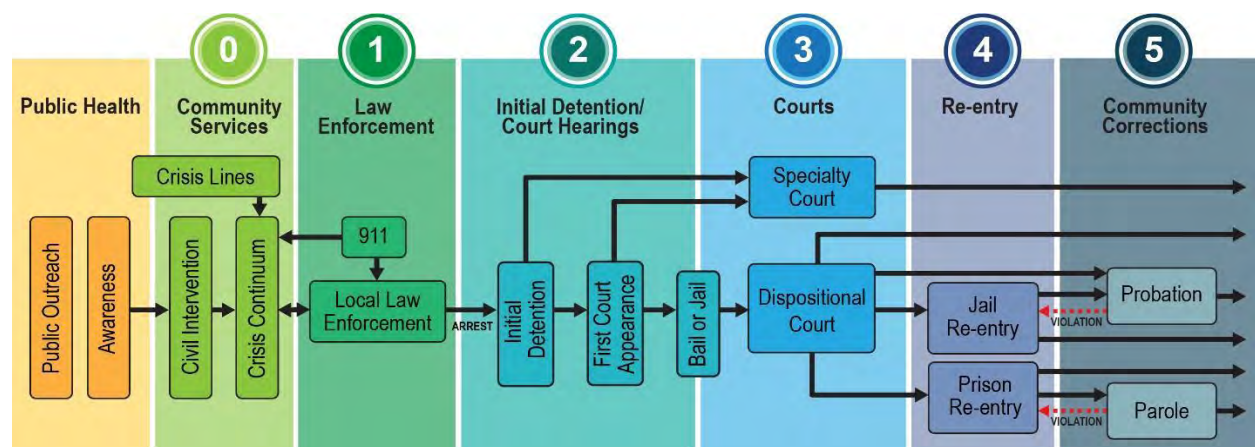 0
1
2
3
4
5
Public Health
Community
Services
Law
Enforcement
Initial Detention/
Court Hearings
Courts
Re-entry
Community
Corrections
Crisis Lines
Public Outreach
Awareness
Civil Intervention
Crisis Continuum
911
Local Law
Enforcement
ARREST
Initial
Detention
First Court
Appearance
Bail or Jail
Specialty
Court
Dispositional
Court
Jail
Re-entry
Prison
Re-entry
Probation
VIOLATION
Parole
VIOLATION